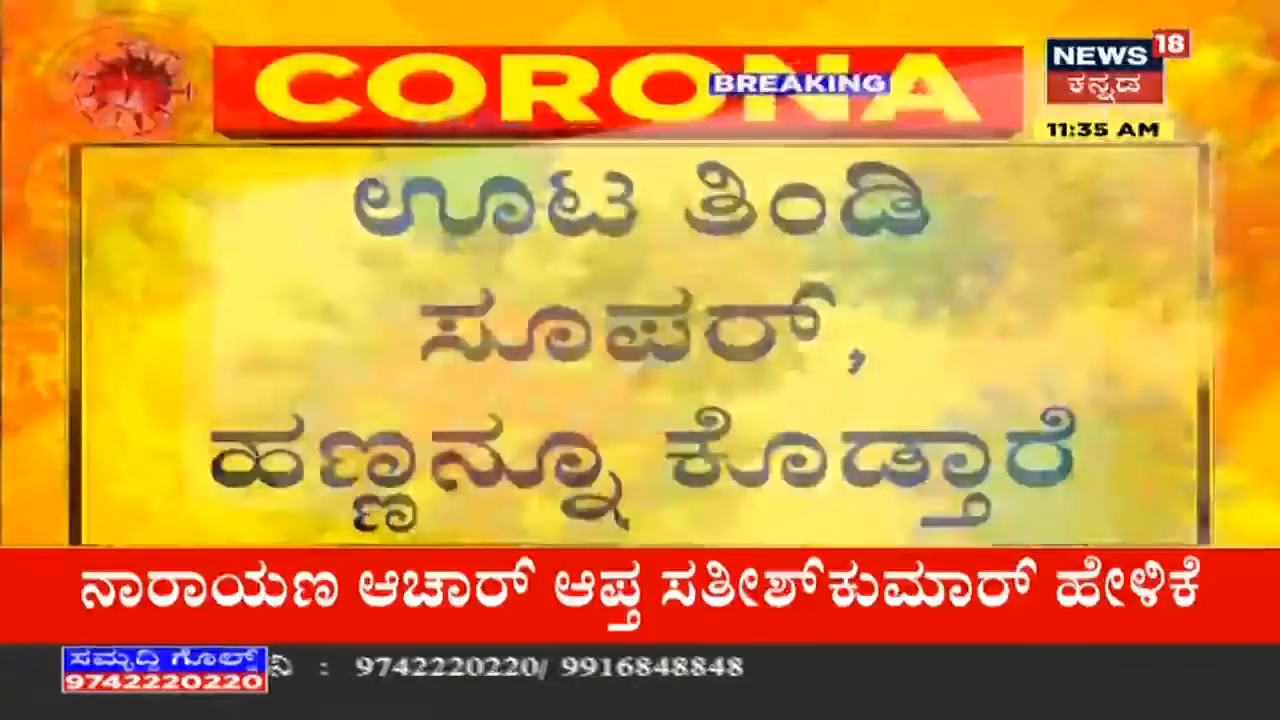 CORONA
BREAKING
NEWS 18
ಕನ್ನಡ
11:35 AM
ಊಟ ತಿಂಡಿ
ಸೂಪರ್,
ಹಣ್ಣನ್ನೂ ಕೊಡ್ತಾರೆ
ನಾರಾಯಣ ಆಚಾರ್ ಆಪ್ತ ಸತೀಶ್‌ಕುಮಾರ್ ಹೇಳಿಕೆ
ಸಮೃದ್ಧಿ ಗೋಲ್ಡ್
9742220220
: 9742220220/ 9916848848